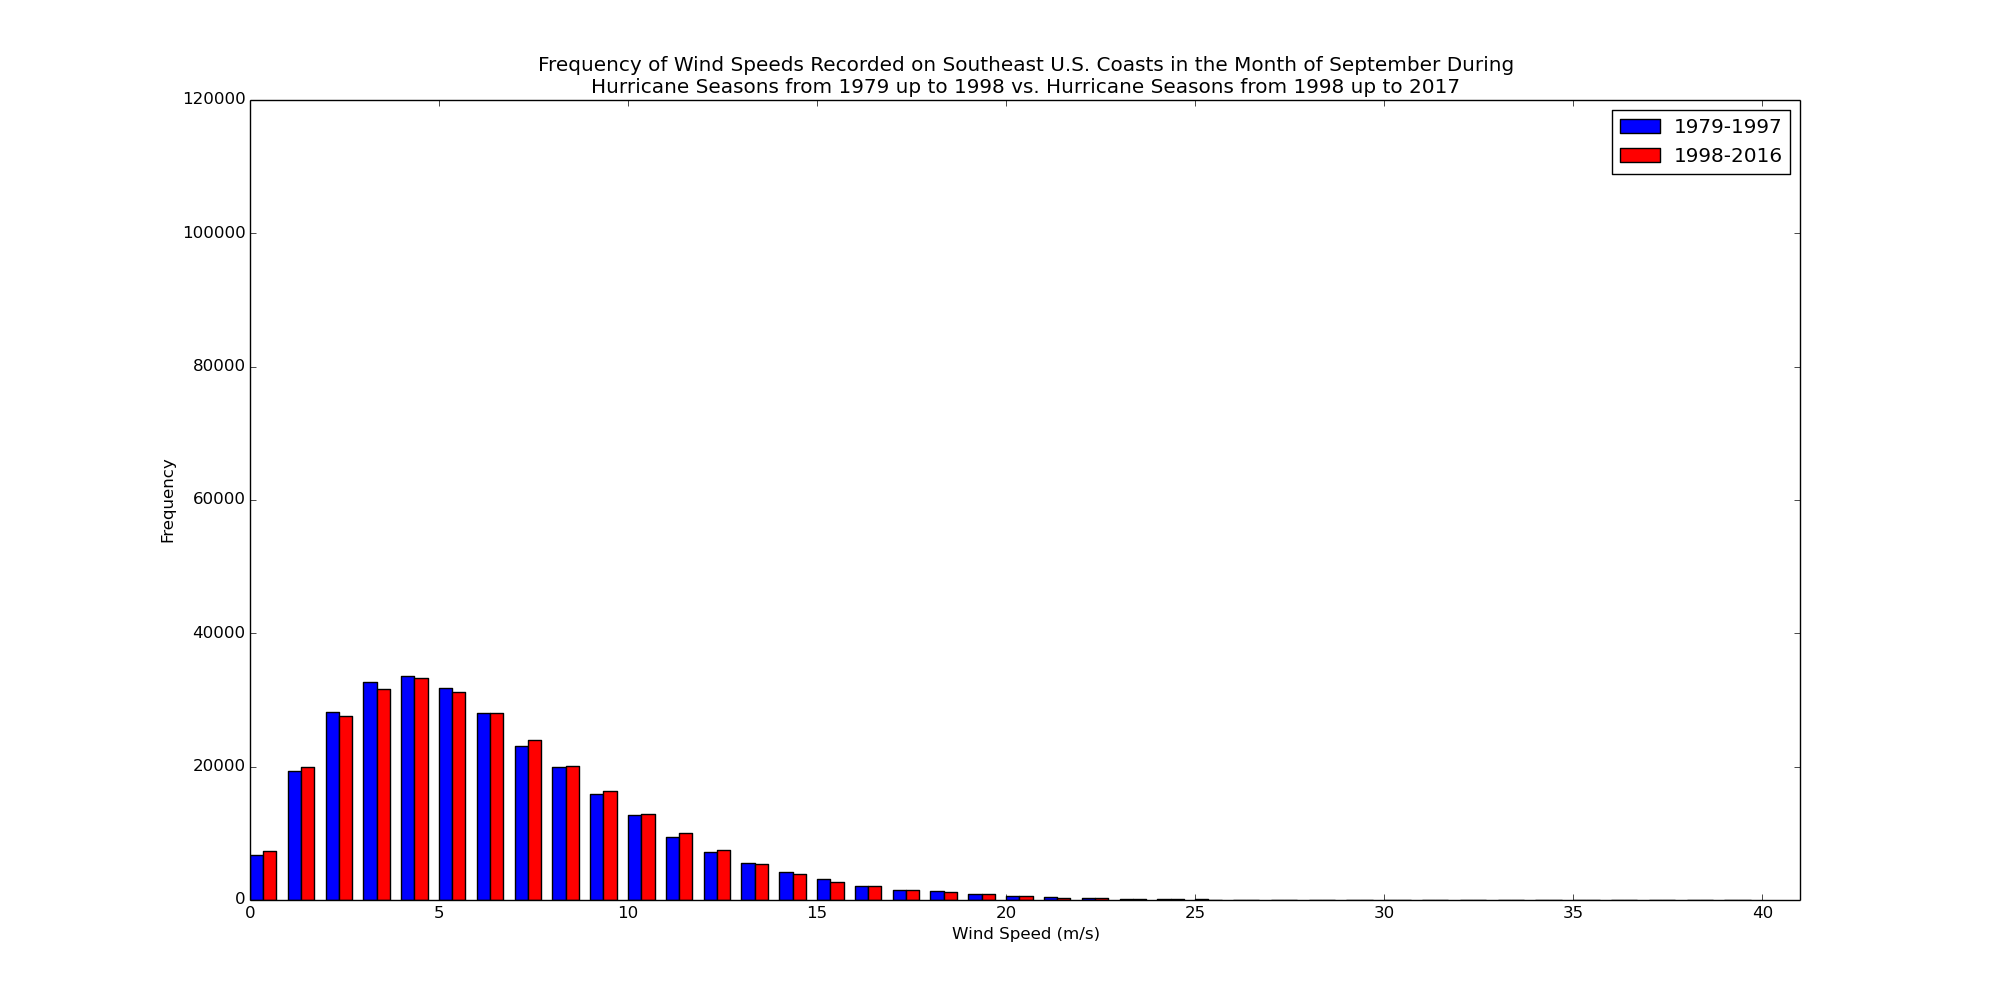 Frequency of Wind Speeds Recorded on Southeast U.S. Coasts in the Month of September During
Hurricane Seasons from 1979 up to 1998 vs. Hurricane Seasons from 1998 up to 2017
1979-1997
1998-2016
120000
100000
80000
60000
40000
20000
0
Frequency
0 5 10 15 20 25 30 35 40
Wind Speed (m/s)